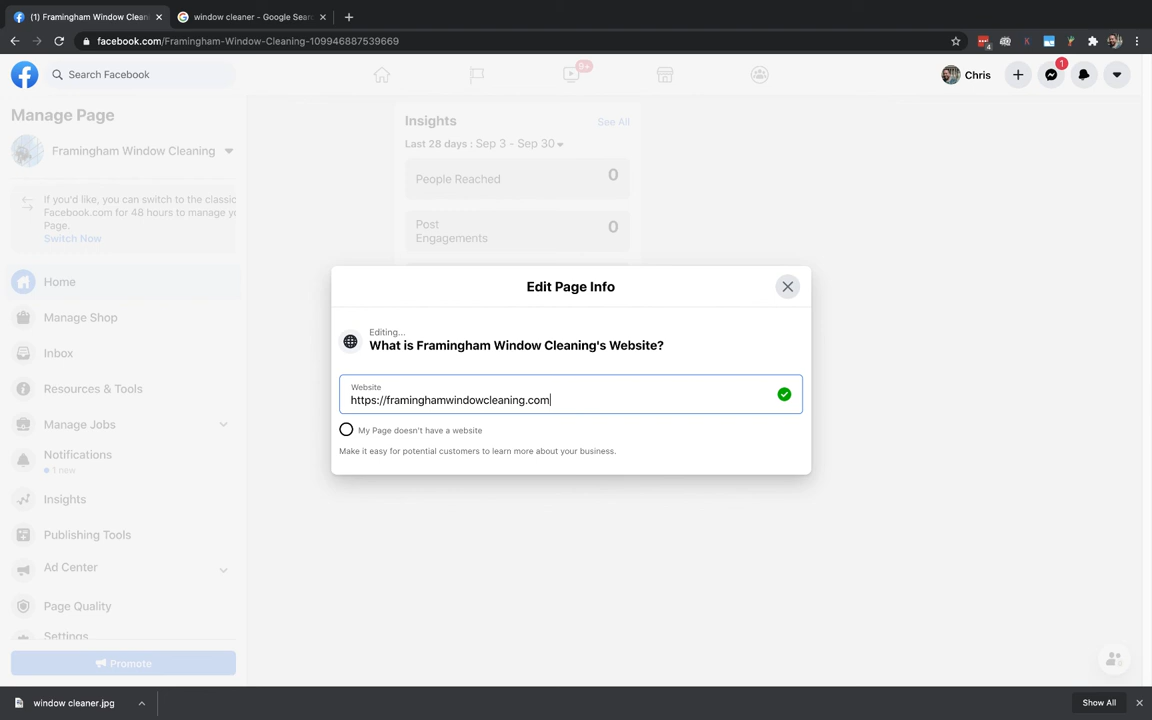 (1) Framingham Window Clean
window cleaner - Google Sear
facebook.com/Framingham-Window-Cleaning-109946887539669
4
K
Search Facebook
9+
Chris
1
Manage Page
Framingham Window Cleaning
If you'd like, you can switch to the classic
Facebook.com for 48 hours to manage yo
Page.
Switch Now
Home
Manage Shop
Inbox
Resources & Tools
Manage Jobs
Notifications
1 new
Insights
Publishing Tools
Ad Center
Page Quality
Settings
Promote
Insights
See All
Last 28 days : Sep 3 - Sep 30
People Reached
0
Post
Engagements
0
Edit Page Info
Editing...
What is Framingham Window Cleaning's Website?
Website
https://framinghamwindowcleaning.com
My Page doesn't have a website
Make it easy for potential customers to learn more about your business.
window cleaner.jpg
Show All